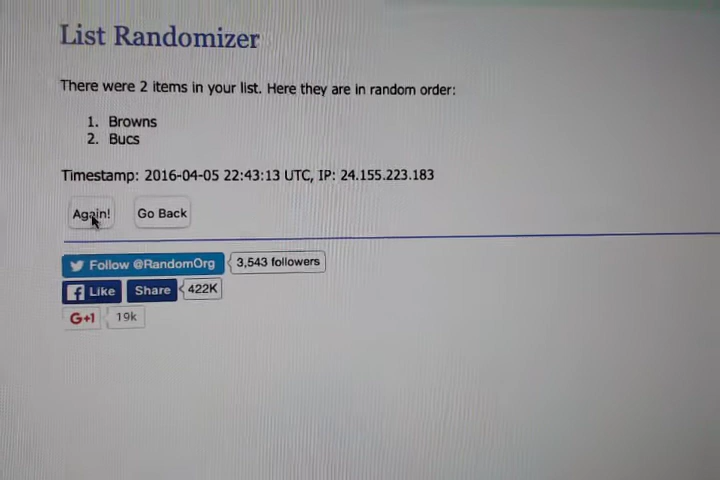 List Randomizer
There were 2 items in your list. Here they are in random order:
1. Browns
2. Bucs
Timestamp: 2016-04-05 22:43:13 UTC, IP: 24.155.223.183
Again! Go Back
Follow @RandomOrg 3,543 followers
f Like Share 422K
G+1 19k